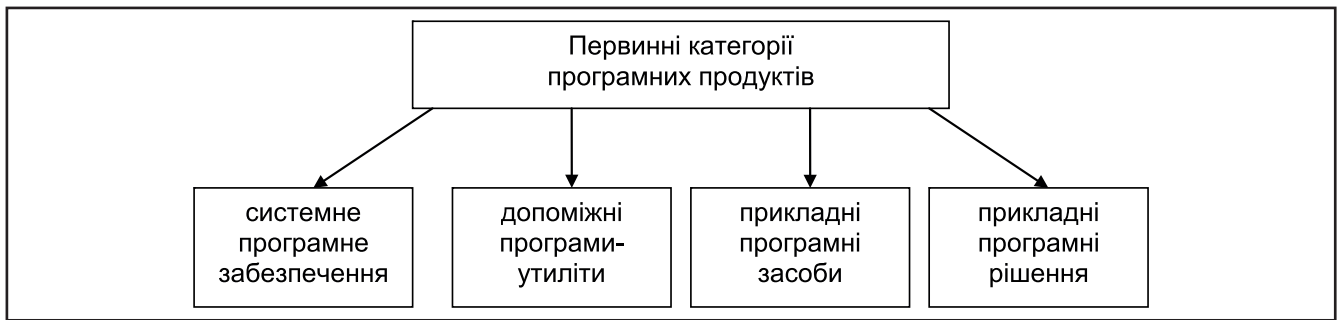 Первинні категорії
програмних продуктів
системне
програмне
забезпечення
допоміжні
програми-
утиліти
прикладні
програмні
засоби
прикладні
програмні
рішення